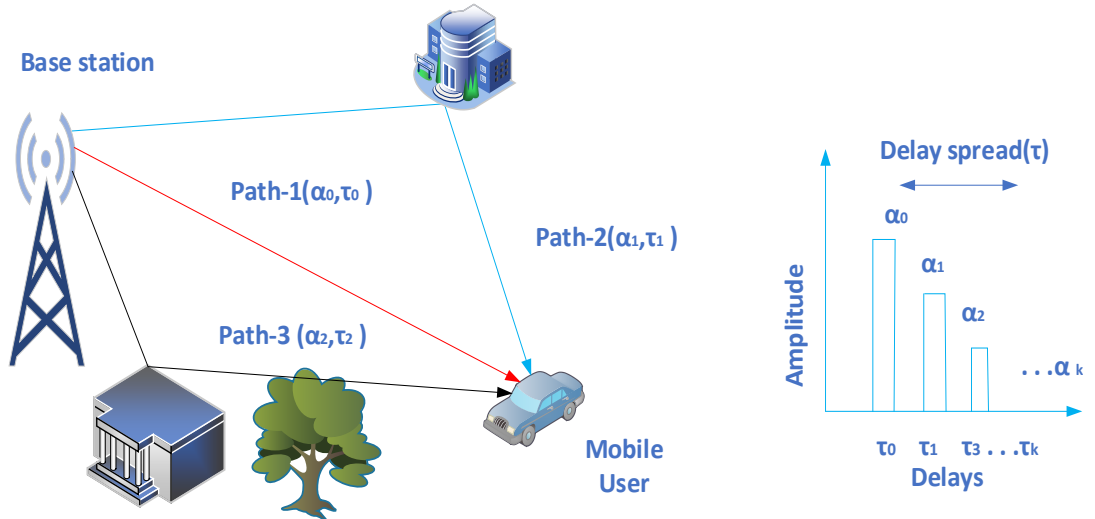 Base station
Path-1(α0,τ0 )
Path-2(α1,τ1 )
Path-3 (α2,τ2 )
Mobile
User
Delay spread(τ)
α0
α1
α2
...α k
Amplitude
τ0 τ1 τ3 ...τk
Delays